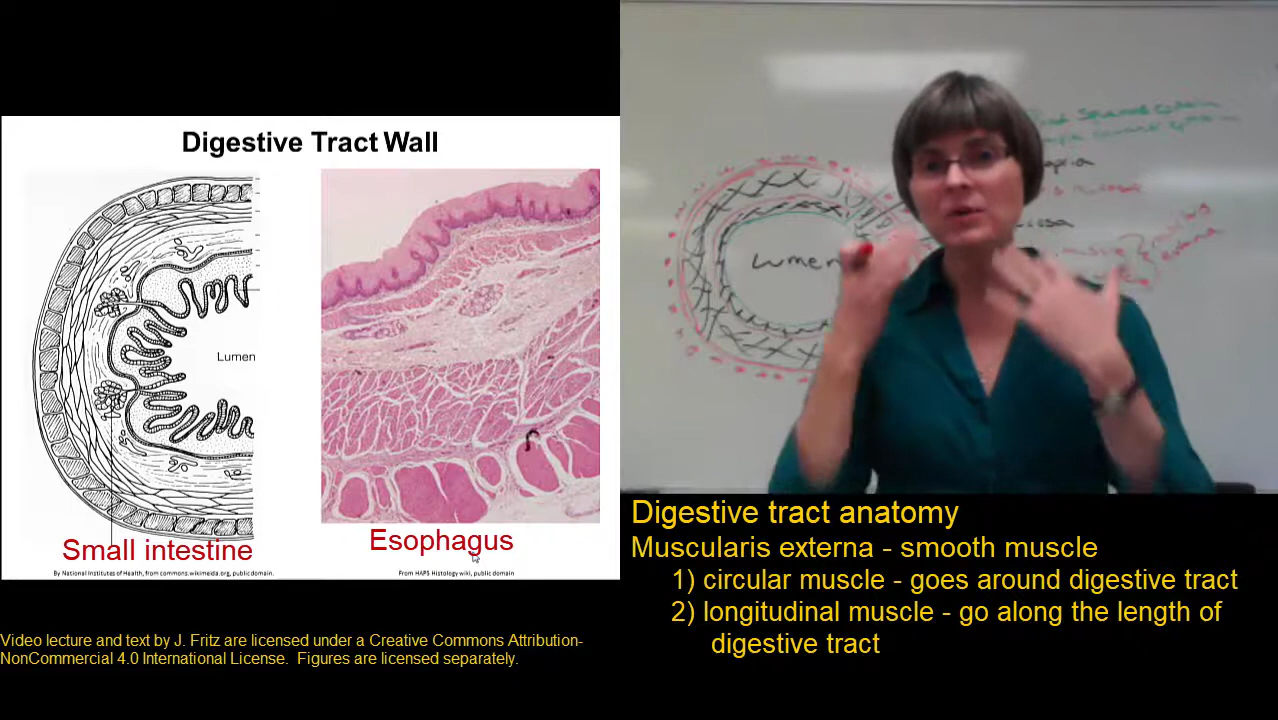 Digestive Tract Wall
Lumen
Small intestine
Esophagus
By National Institutes of Health, from commons.wikimeida.org, public domain.
From HAPS Histology wiki, public domain
Video lecture and text by J. Fritz are licensed under a Creative Commons Attribution-
NonCommercial 4.0 International License. Figures are licensed separately.
Lumen
Digestive tract anatomy
Muscularis externa - smooth muscle
1) circular muscle - goes around digestive tract
2) longitudinal muscle - go along the length of
digestive tract